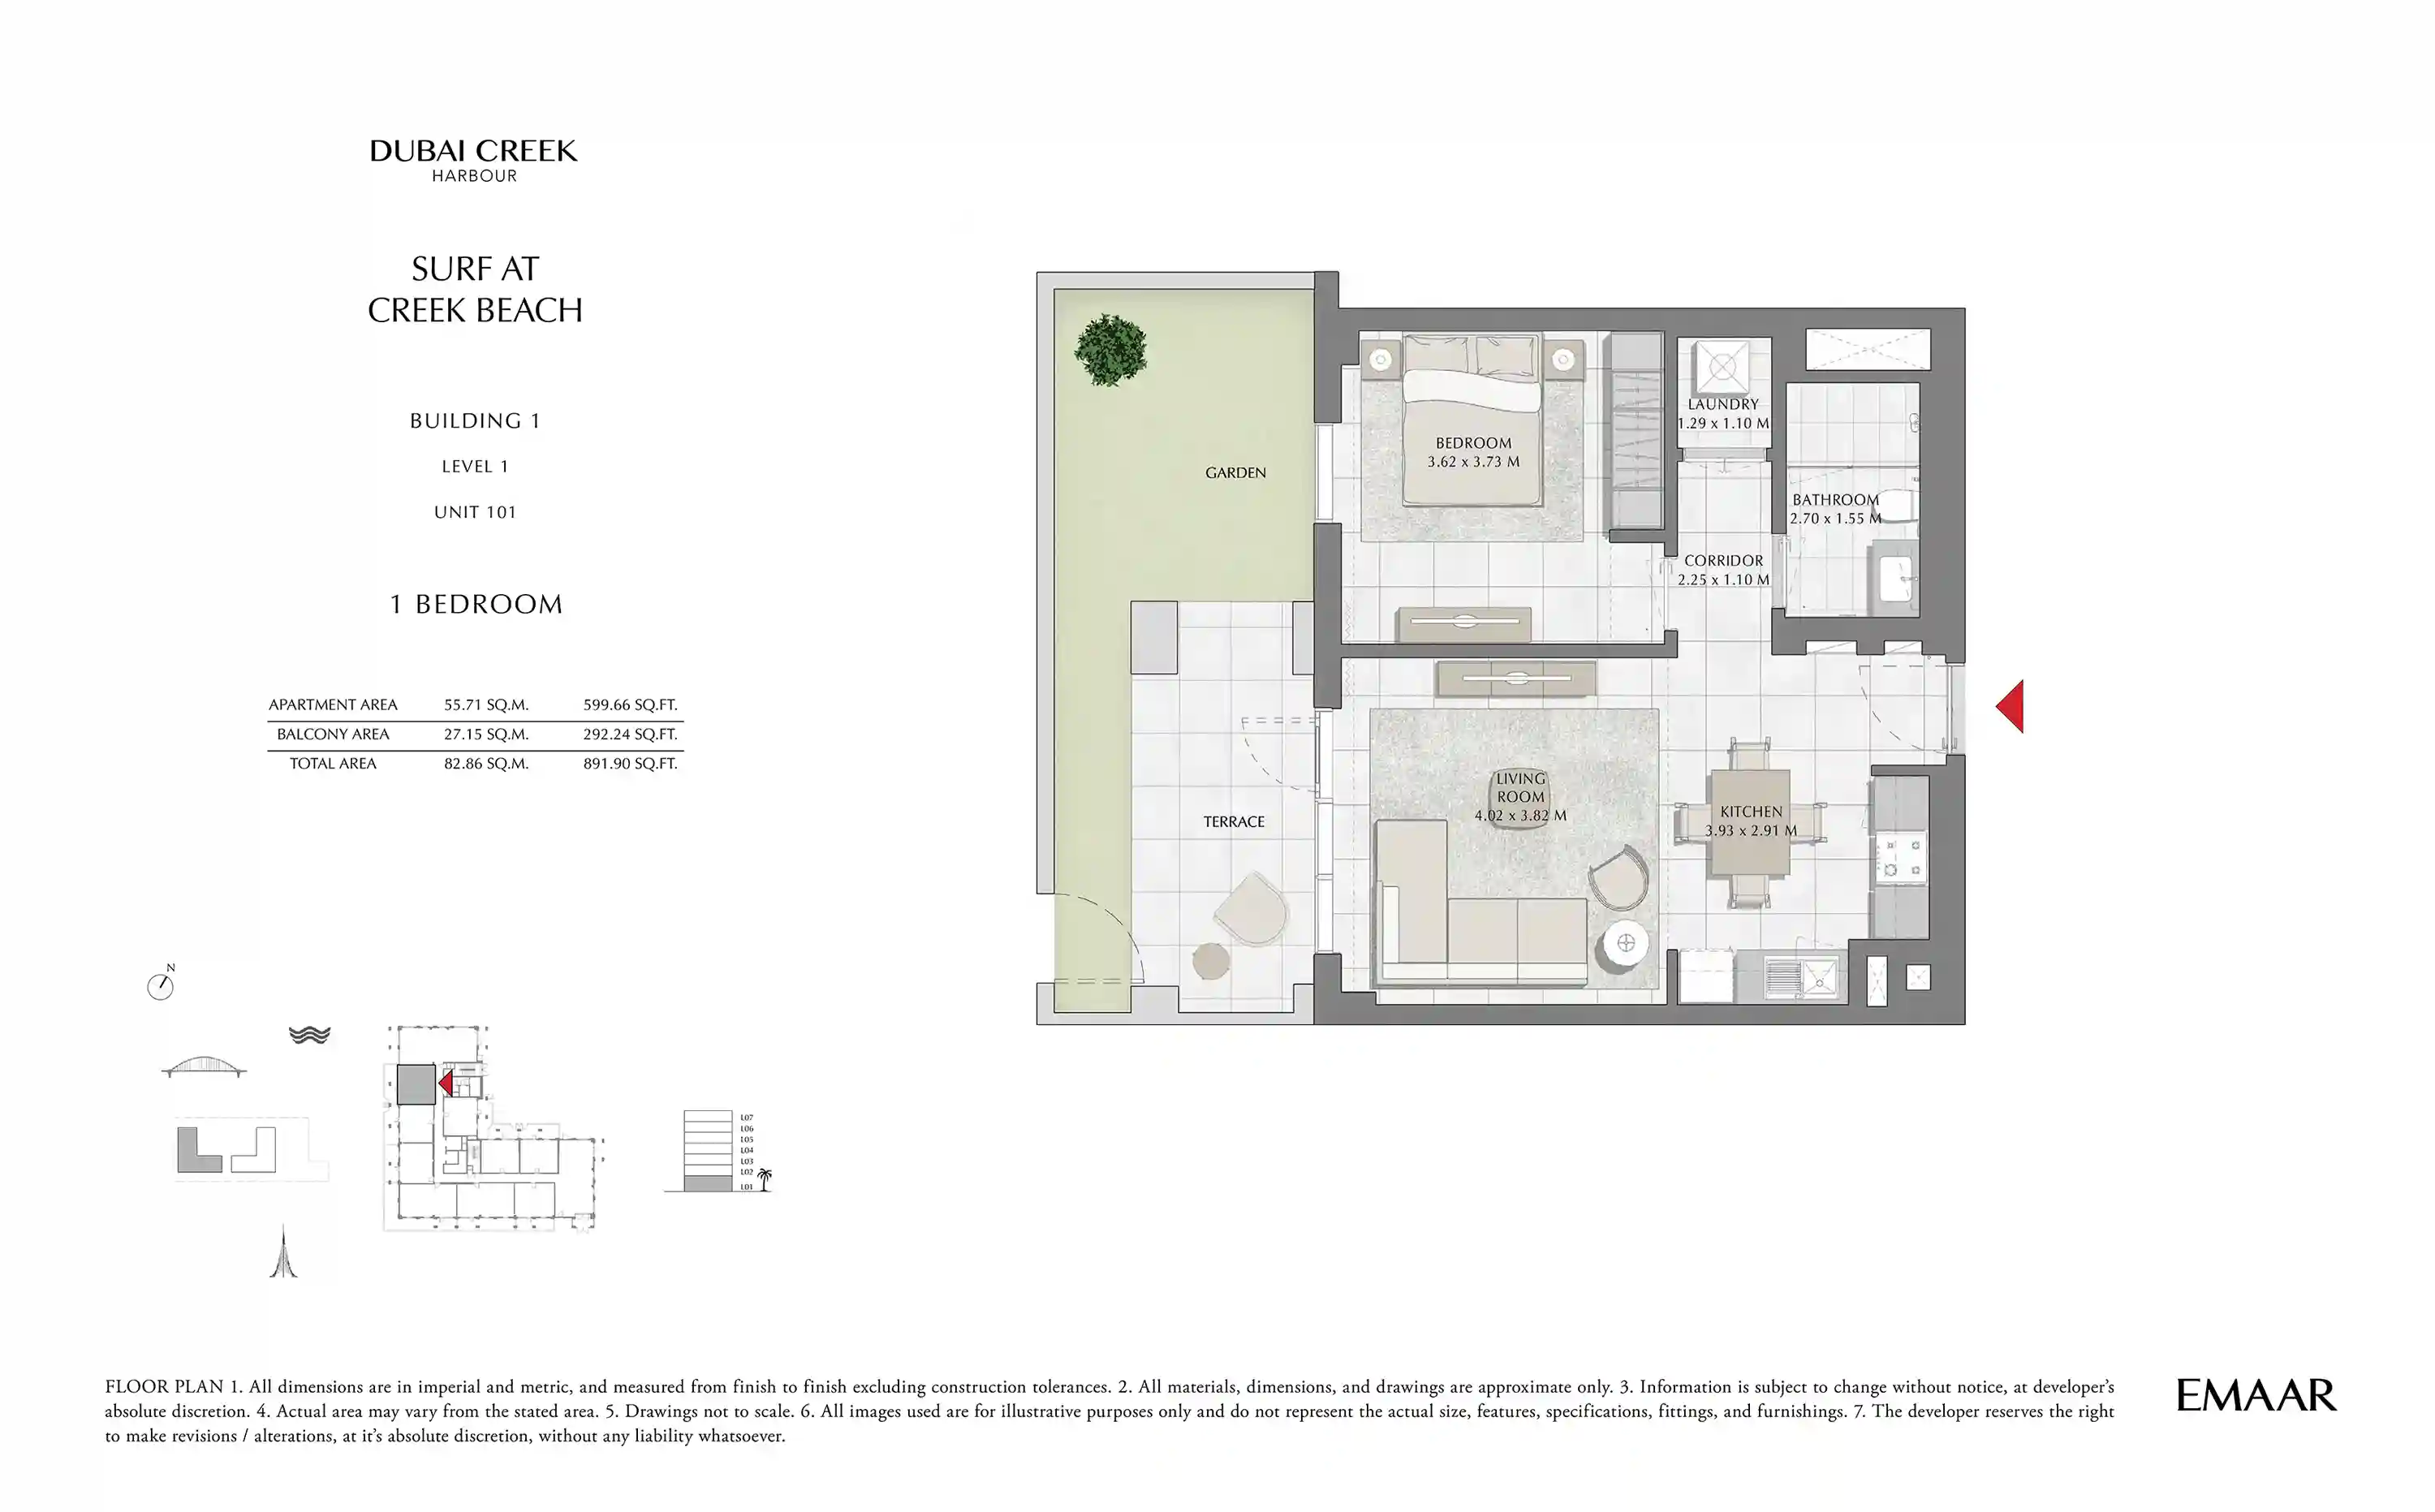 DUBAI CREEK
HARBOUR
SURF AT
CREEK BEACH
BUILDING 1
LEVEL 1
UNIT 101
1 BEDROOM
APARTMENT AREA 55.71 SQ.M. 599.66 SQ.FT.
BALCONY AREA 27.15 SQ.M. 292.24 SQ.FT.
TOTAL AREA 82.86 SQ.M. 891.90 SQ.FT.
N
L07
L06
L05
L04
L03
L02
L01
GARDEN
TERRACE
BEDROOM
3.62 x 3.73 M
LAUNDRY
1.29 x 1.10 M
BATHROOM
2.70 x 1.55 M
CORRIDOR
2.25 x 1.10 M
LIVING
ROOM
4.02 x 3.82 M
KITCHEN
3.93 x 2.91 M
FLOOR PLAN 1. All dimensions are in imperial and metric, and measured from finish to finish excluding construction tolerances. 2. All materials, dimensions, and drawings are approximate only. 3. Information is subject to change without notice, at developer's
absolute discretion. 4. Actual area may vary from the stated area. 5. Drawings not to scale. 6. All images used are for illustrative purposes only and do not represent the actual size, features, specifications, fittings, and furnishings. 7. The developer reserves the right
to make revisions / alterations, at it's absolute discretion, without any liability whatsoever.
EMAAR